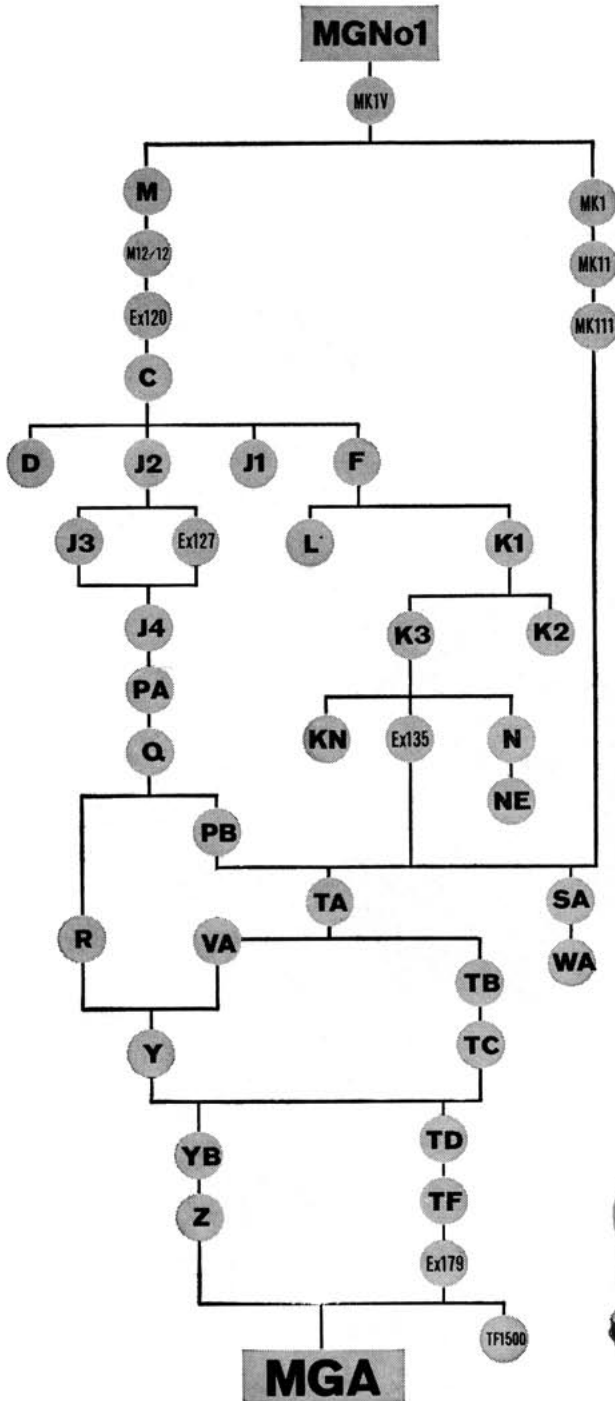 MGNo1
MK1V
M
MK1
M12/12
MK11
Ex120
MK111
C
D
J2
J1
F
J3
Ex127
L
K1
J4
K3
K2
PA
KN
Ex135
N
Q
NE
PB
TA
SA
R
VA
WA
TB
TC
Y
YB
TD
Z
TF
Ex179
TF1500
MGA